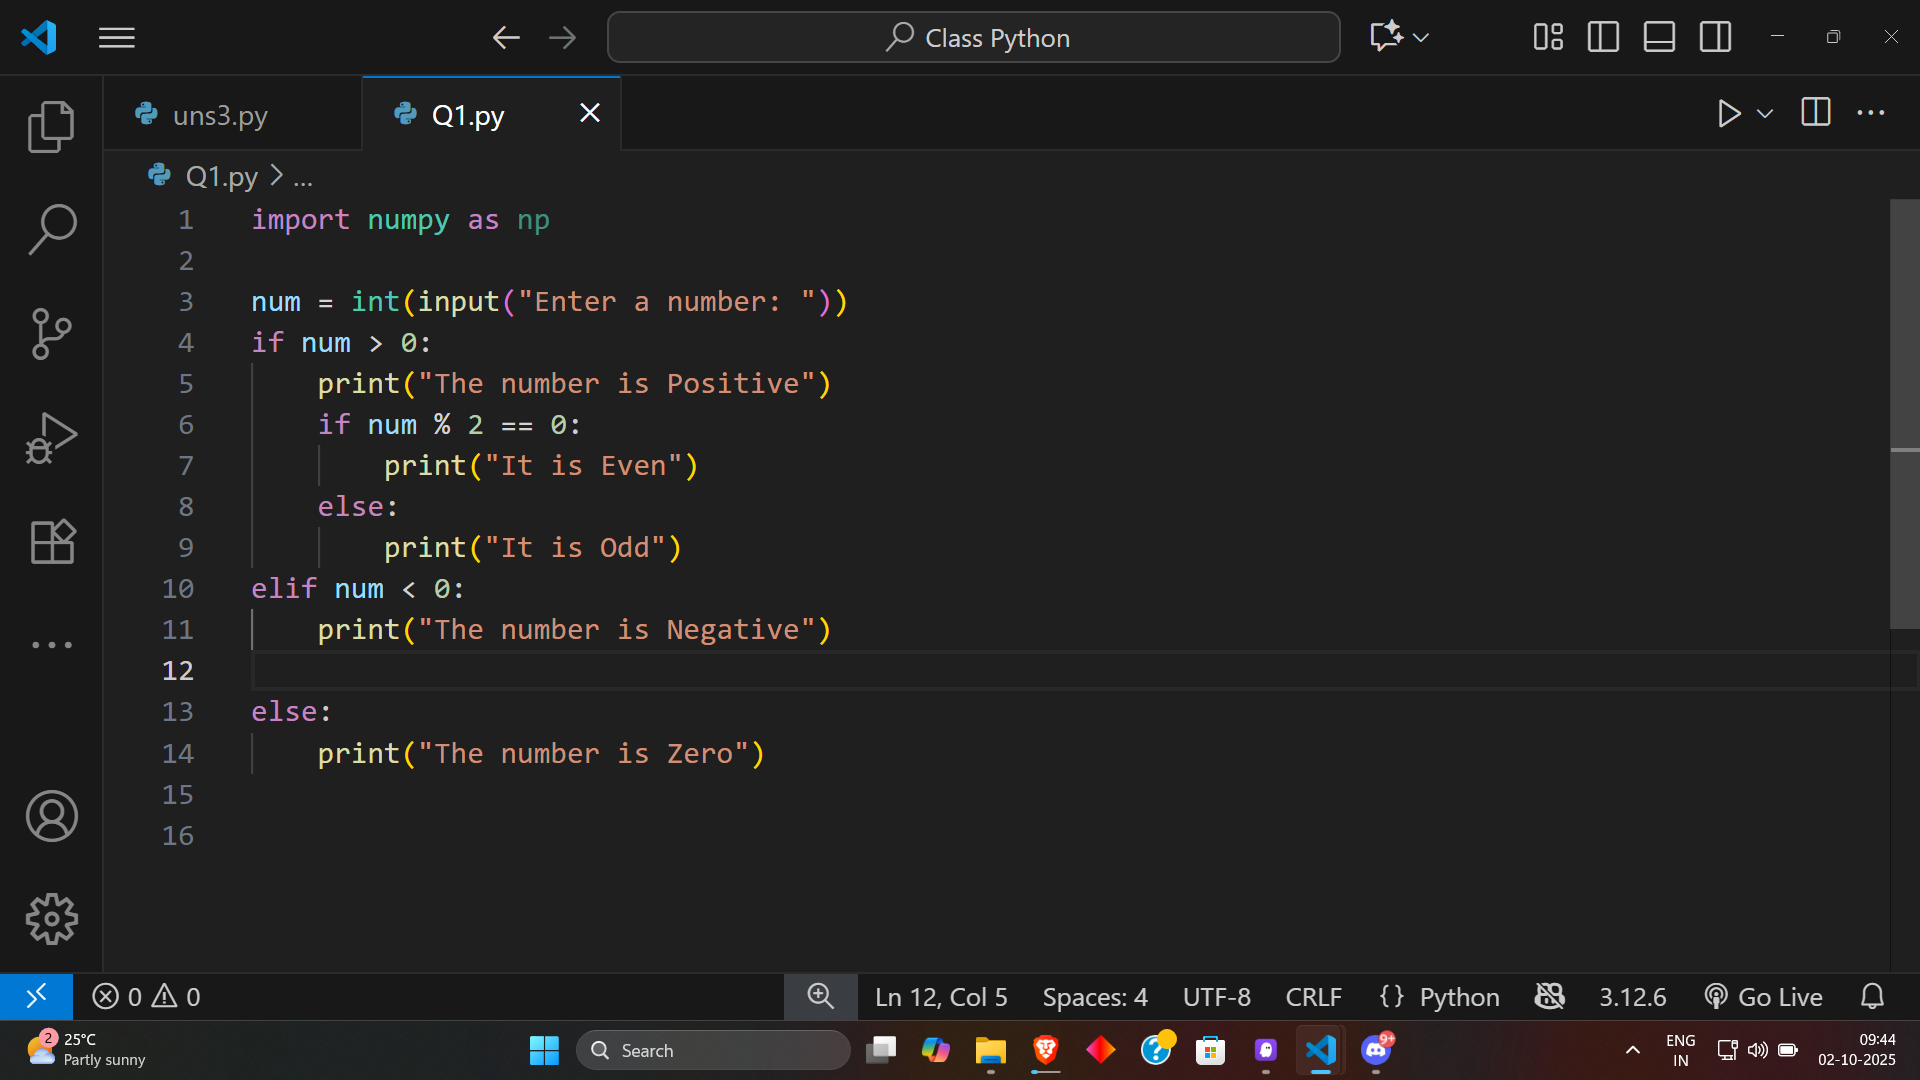 Class Python
uns3.py
Q1.py
Q1.py > ...
1 import numpy as np
2
3 num = int(input("Enter a number: "))
4 if num > 0:
5     print("The number is Positive")
6     if num % 2 == 0:
7         print("It is Even")
8     else:
9         print("It is Odd")
10 elif num < 0:
11     print("The number is Negative")
12
13 else:
14     print("The number is Zero")
15
16
0 0 Ln 12, Col 5 Spaces: 4 UTF-8 CRLF {} Python 3.12.6 Go Live
2 25°C
Partly sunny
Search
9+
ENG
IN
09:44
02-10-2025